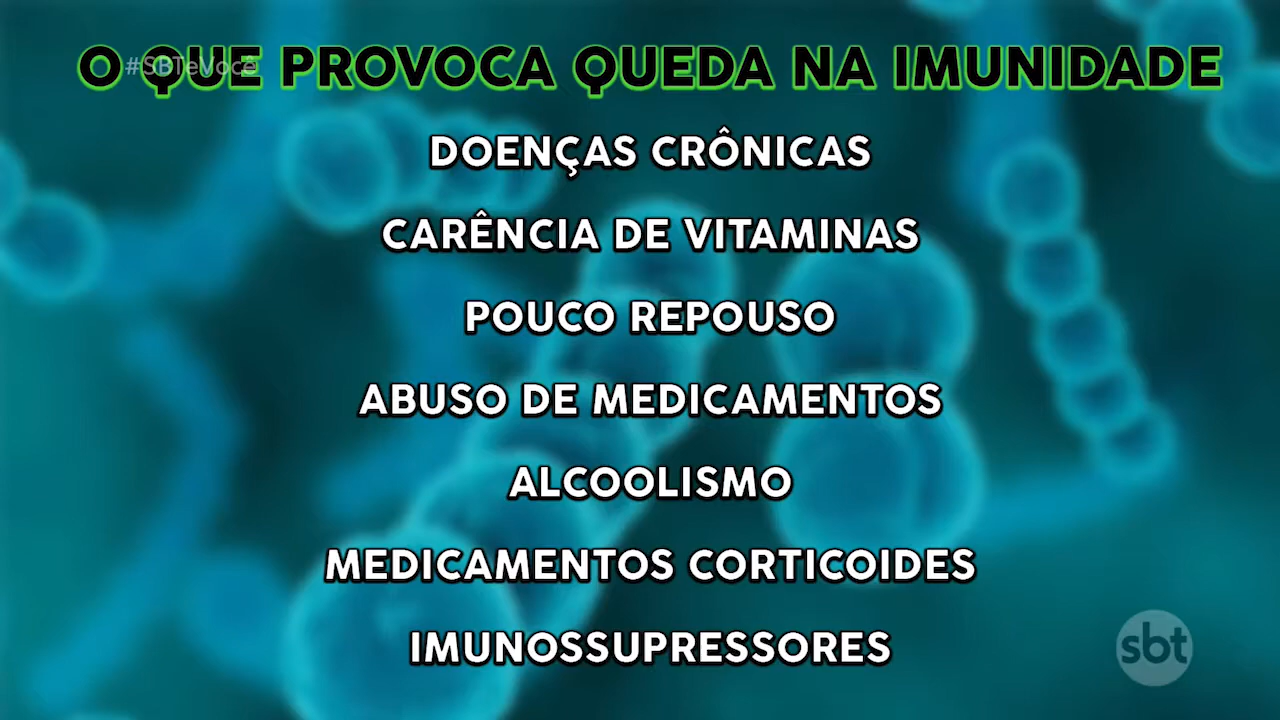 O QUE PROVOCA QUEDA NA IMUNIDADE
#SBTeVocê
DOENÇAS CRÔNICAS
CARÊNCIA DE VITAMINAS
POUCO REPOUSO
ABUSO DE MEDICAMENTOS
ALCOOLISMO
MEDICAMENTOS CORTICOIDES
IMUNOSSUPRESSORES
sbt